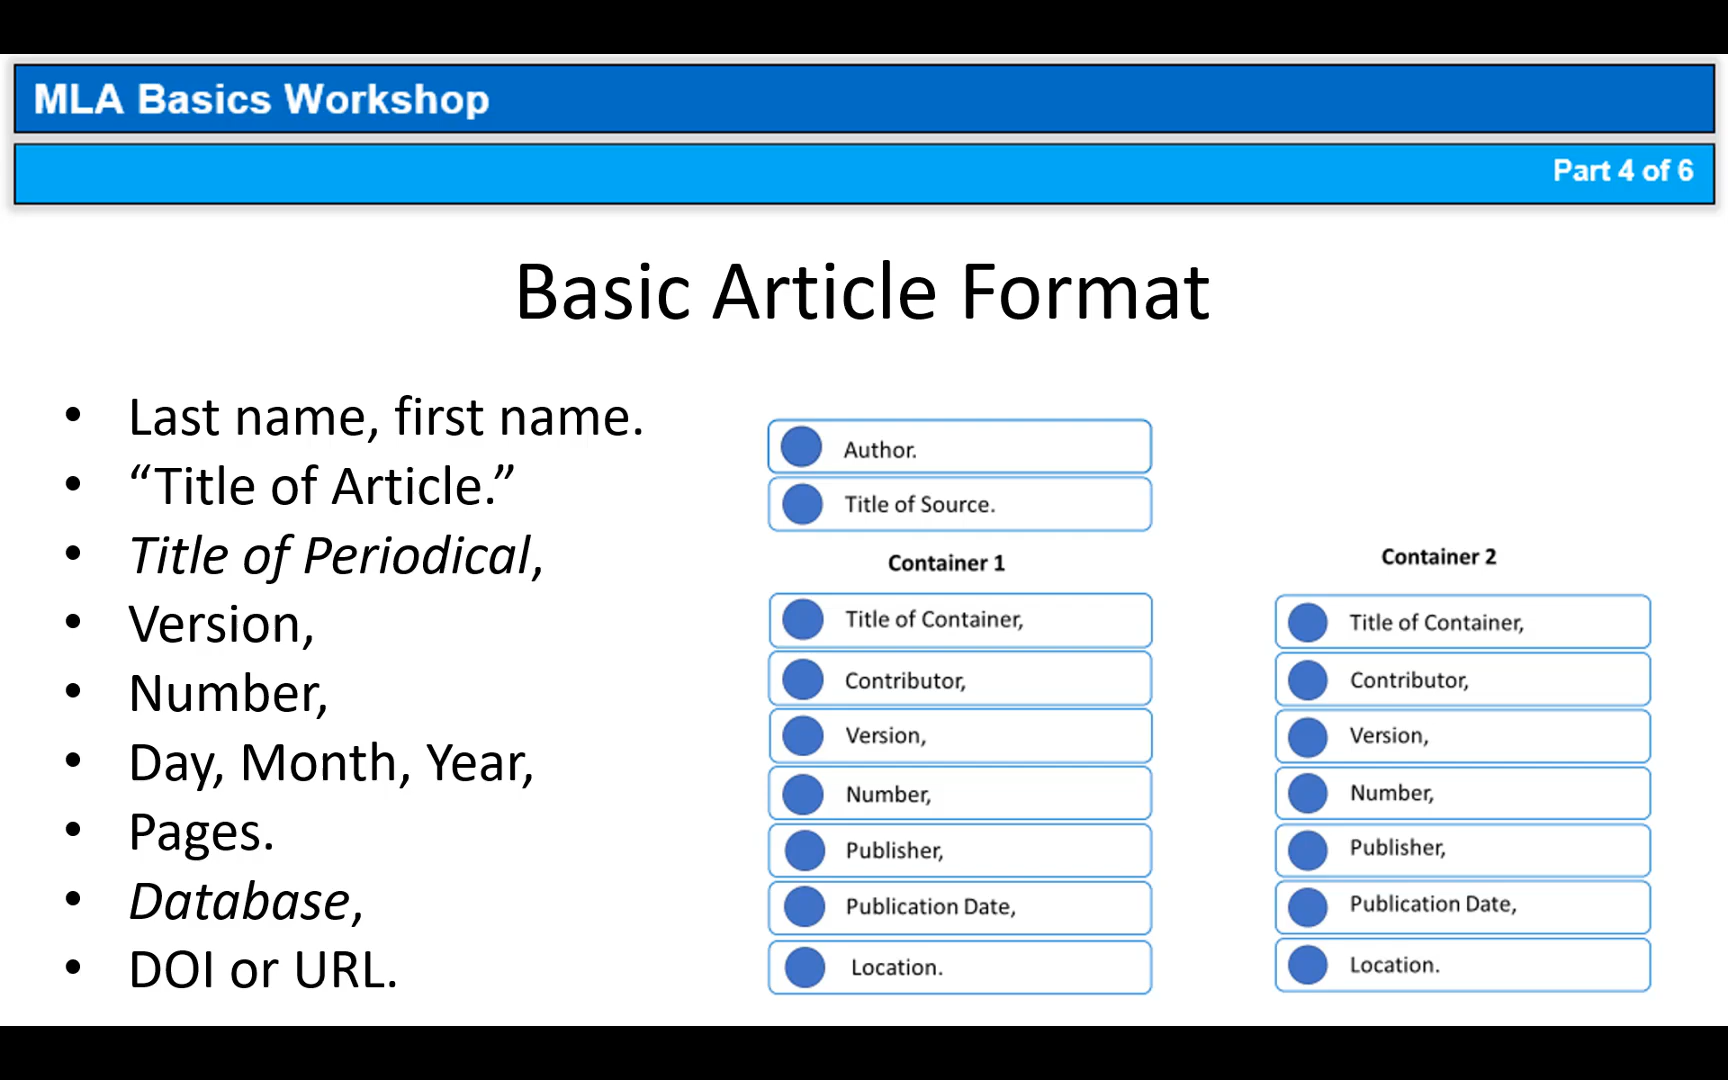 MLA Basics Workshop
Part 4 of 6
Basic Article Format
• Last name, first name.
• “Title of Article.”
• Title of Periodical,
• Version,
• Number,
• Day, Month, Year,
• Pages.
• Database,
• DOI or URL.
Author.
Title of Source.
Container 1
Title of Container,
Contributor,
Version,
Number,
Publisher,
Publication Date,
Location.
Container 2
Title of Container,
Contributor,
Version,
Number,
Publisher,
Publication Date,
Location.